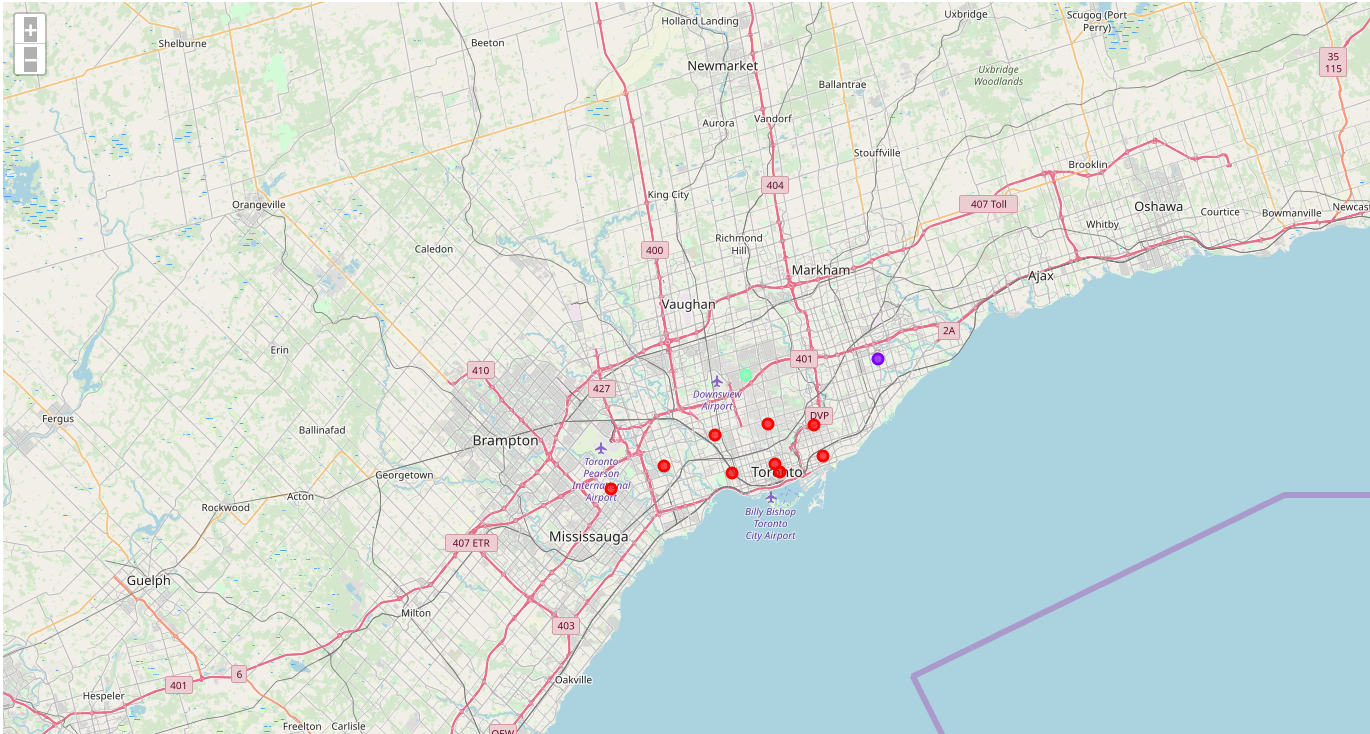 Holland Landing
Uxbridge
Scugog (Port
Perry)
+
Shelburne
Beeton
35
115
Newmarket
Uxbridge
Woodlands
Ballantrae
Aurora
Vandorf
Stouffville
Brooklin
404
King City
Orangeville
407 Toll
Oshawa
Courtice
Bowmanville
Newcas
Whitby
Richmond
Hill
Caledon
400
Markham
Ajax
Vaughan
2A
Erin
401
410
427
Downsview
Airport
DVP
Fergus
Ballinafad
Brampton
Toronto
Pearson
International
Airport
Toronto
Georgetown
Acton
Rockwood
Billy Bishop
Toronto
City Airport
Mississauga
407 ETR
Guelph
Milton
403
6
401
Oakville
Hespeler
Freelton
Carlisle
QEW